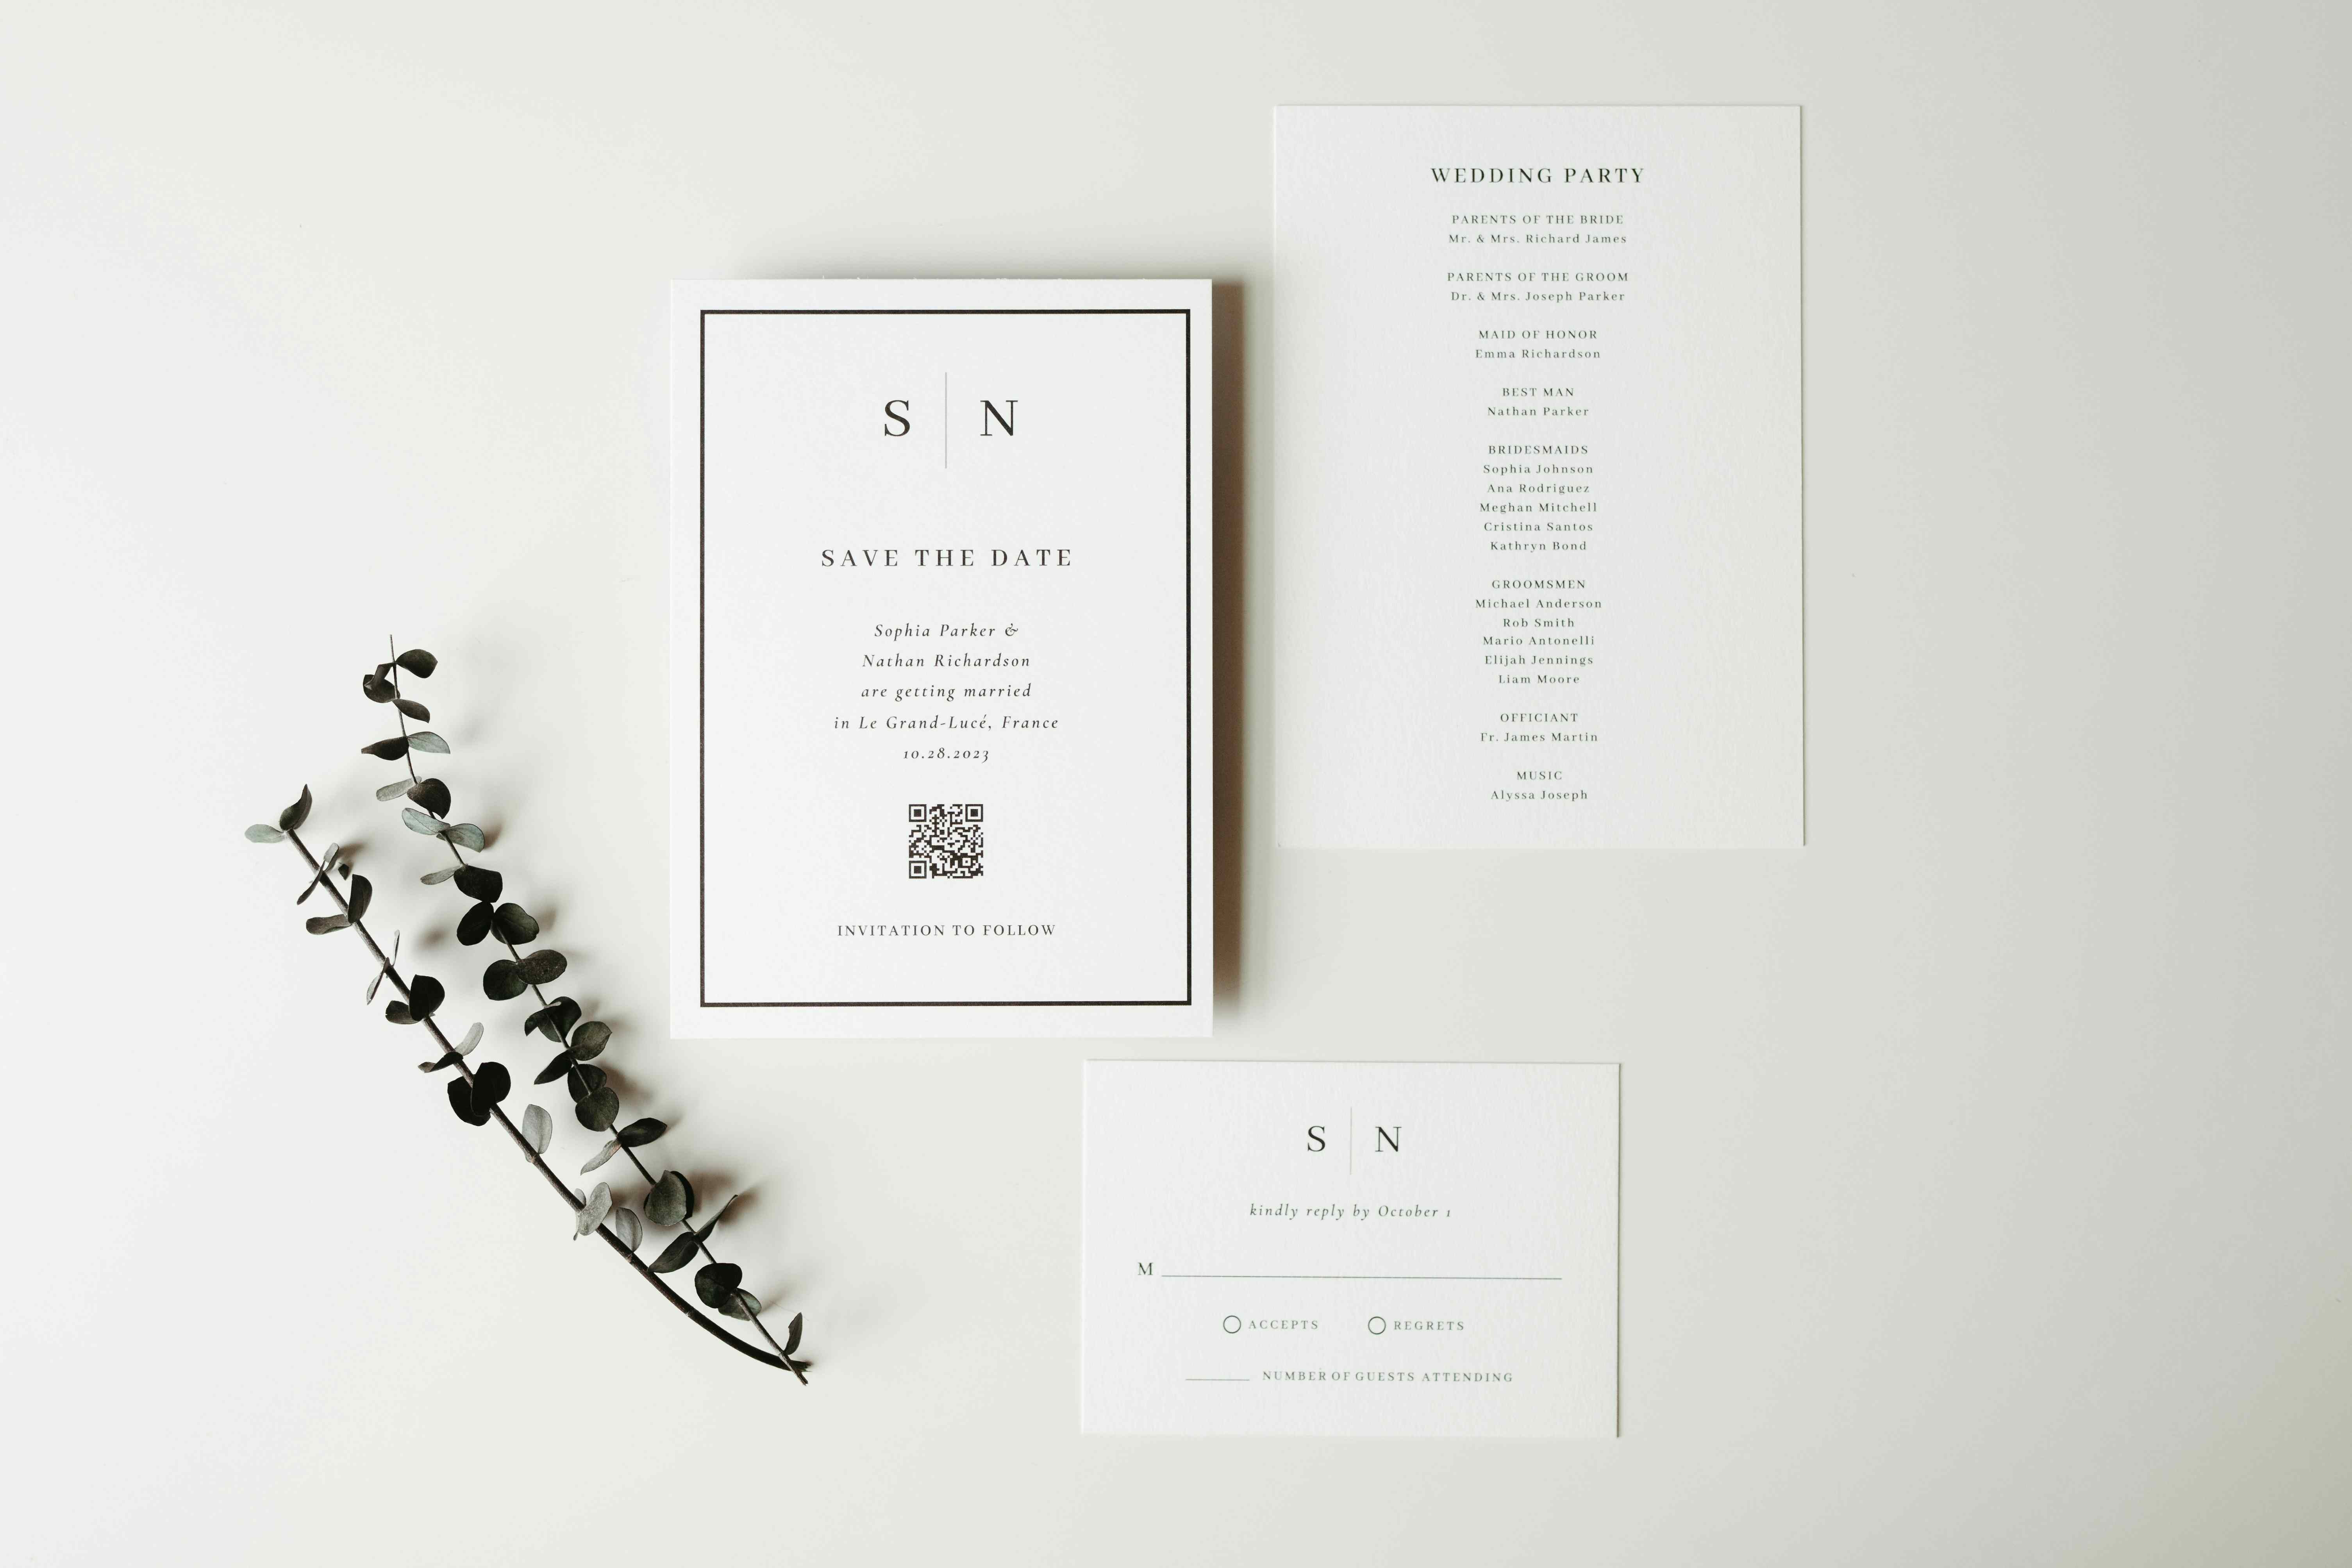 S | N
SAVE THE DATE
Sophia Parker &
Nathan Richardson
are getting married
in Le Grand-Lucé, France
10.28.2023
INVITATION TO FOLLOW
WEDDING PARTY
PARENTS OF THE BRIDE
Mr. & Mrs. Richard James
PARENTS OF THE GROOM
Dr. & Mrs. Joseph Parker
MAID OF HONOR
Emma Richardson
BEST MAN
Nathan Parker
BRIDESMAIDS
Sophia Johnson
Ana Rodriguez
Meghan Mitchell
Cristina Santos
Kathryn Bond
GROOMSMEN
Michael Anderson
Rob Smith
Mario Antonelli
Elijah Jennings
Liam Moore
OFFICIANT
Fr. James Martin
MUSIC
Alyssa Joseph
S | N
kindly reply by October 1
M
ACCEPTS REGRETS
NUMBER OF GUESTS ATTENDING